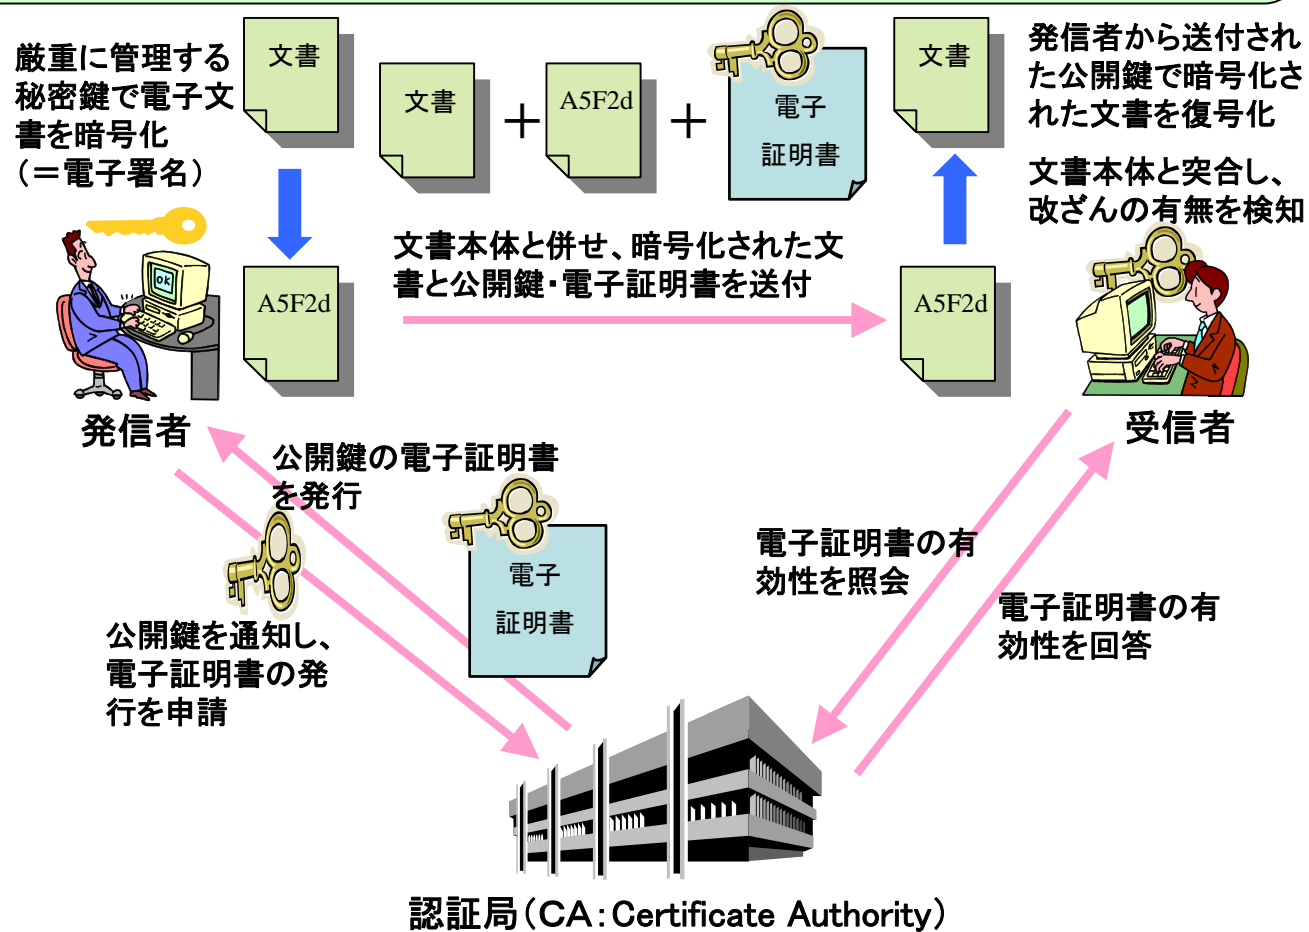 厳重に管理する
秘密鍵で電子文
書を暗号化
(=電子署名)
文書
文書
+
A5F2d
+
電子
証明書
文書
発信者から送付され
た公開鍵で暗号化さ
れた文書を復号化
文書本体と突合し、
改ざんの有無を検知
文書本体と併せ、暗号化された文
書と公開鍵・電子証明書を送付
OK
A5F2d
A5F2d
発信者
受信者
公開鍵の電子証明書
を発行
電子
証明書
公開鍵を通知し、
電子証明書の発
行を申請
電子証明書の有
効性を照会
電子証明書の有
効性を回答
認証局(CA:Certificate Authority)